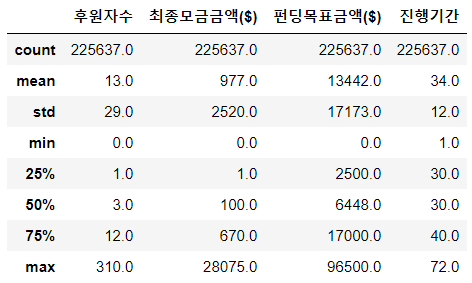 후원자수 최종모금금액($) 펀딩목표금액($) 진행기간
count 225637.0 225637.0 225637.0 225637.0
mean 13.0 977.0 13442.0 34.0
std 29.0 2520.0 17173.0 12.0
min 0.0 0.0 0.0 1.0
25% 1.0 1.0 2500.0 30.0
50% 3.0 100.0 6448.0 30.0
75% 12.0 670.0 17000.0 40.0
max 310.0 28075.0 96500.0 72.0